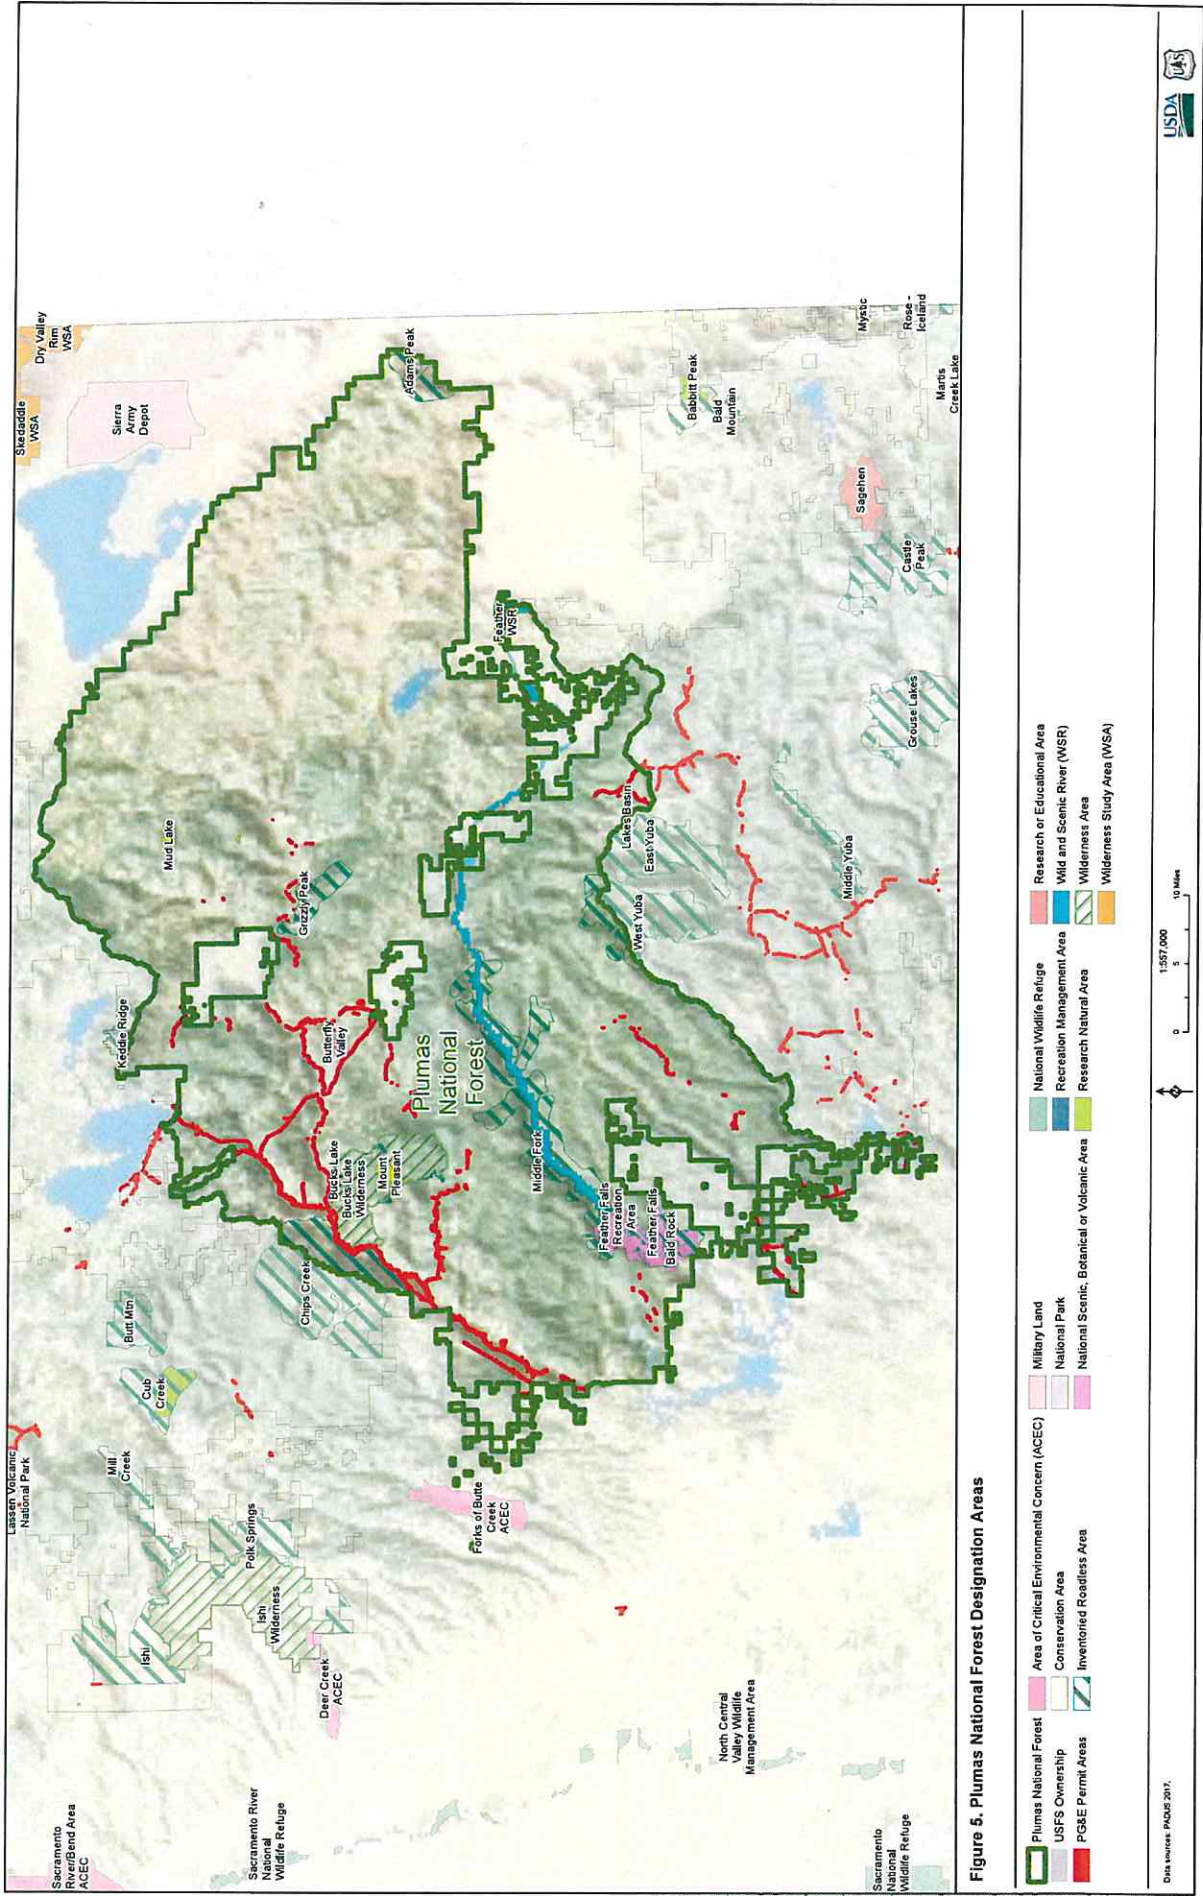 Sacramento
River/Bend Area
ACEC
Lassen Volcanic
National Park
Skedaddle
WSA
Dry Valley
Rim
WSA
Sierra
Army
Depot
Mill
Creek
Cub
Creek
Butt Mtn
Keddie Ridge
Mud Lake
Ishi
Polk Springs
Ishi
Wilderness
Deer Creek
ACEC
Sacramento River
National
Wildlife Refuge
Chips Creek
Bucks Lake
Bucks Lake
Wilderness
Mount
Pleasant
Butterfly
Valley
Grizzly Peak
Adams Peak
Plumas
National
Forest
Forks of Butte
Creek
ACEC
Feather
WSR
Middle Fork
Feather Falls
Recreation
Area
Feather Falls
Bald Rock
West Yuba
East Yuba
Lakes Basin
Babbitt Peak
Bald
Mountain
North Central
Valley Wildlife
Management Area
Middle Yuba
Grouse Lakes
Sagehen
Castle
Peak
Mystic
Rose -
Iceland
Martis
Creek Lake
Sacramento
National
Wildlife Refuge
Figure 5. Plumas National Forest Designation Areas
Plumas National Forest
USFS Ownership
PG&E Permit Areas
Area of Critical Environmental Concern (ACEC)
Conservation Area
Inventoried Roadless Area
Military Land
National Park
National Scenic, Botanical or Volcanic Area
National Wildlife Refuge
Recreation Management Area
Research Natural Area
Research or Educational Area
Wild and Scenic River (WSR)
Wilderness Area
Wilderness Study Area (WSA)
1:557,000
0 5 10 Miles
N
Data sources: PADUS 2017.
USDA
UAS